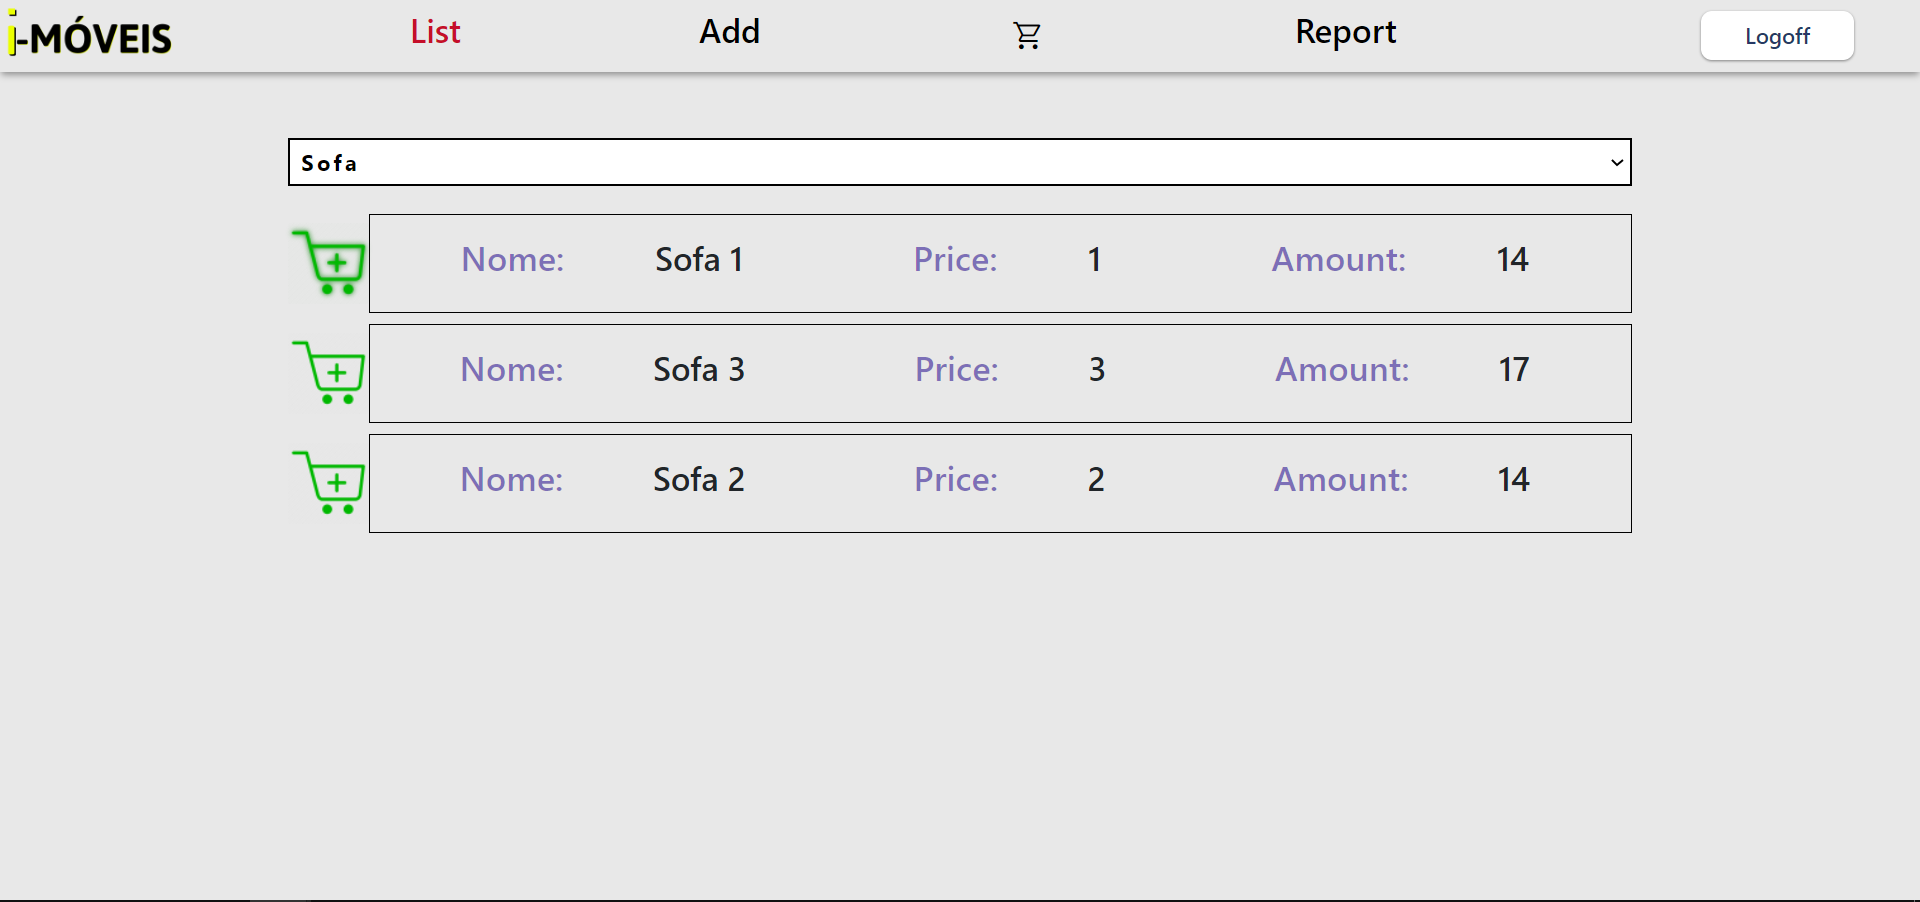 i-MÓVEIS List Add Report Logoff
Sofa
Nome: Sofa 1 Price: 1 Amount: 14
Nome: Sofa 3 Price: 3 Amount: 17
Nome: Sofa 2 Price: 2 Amount: 14